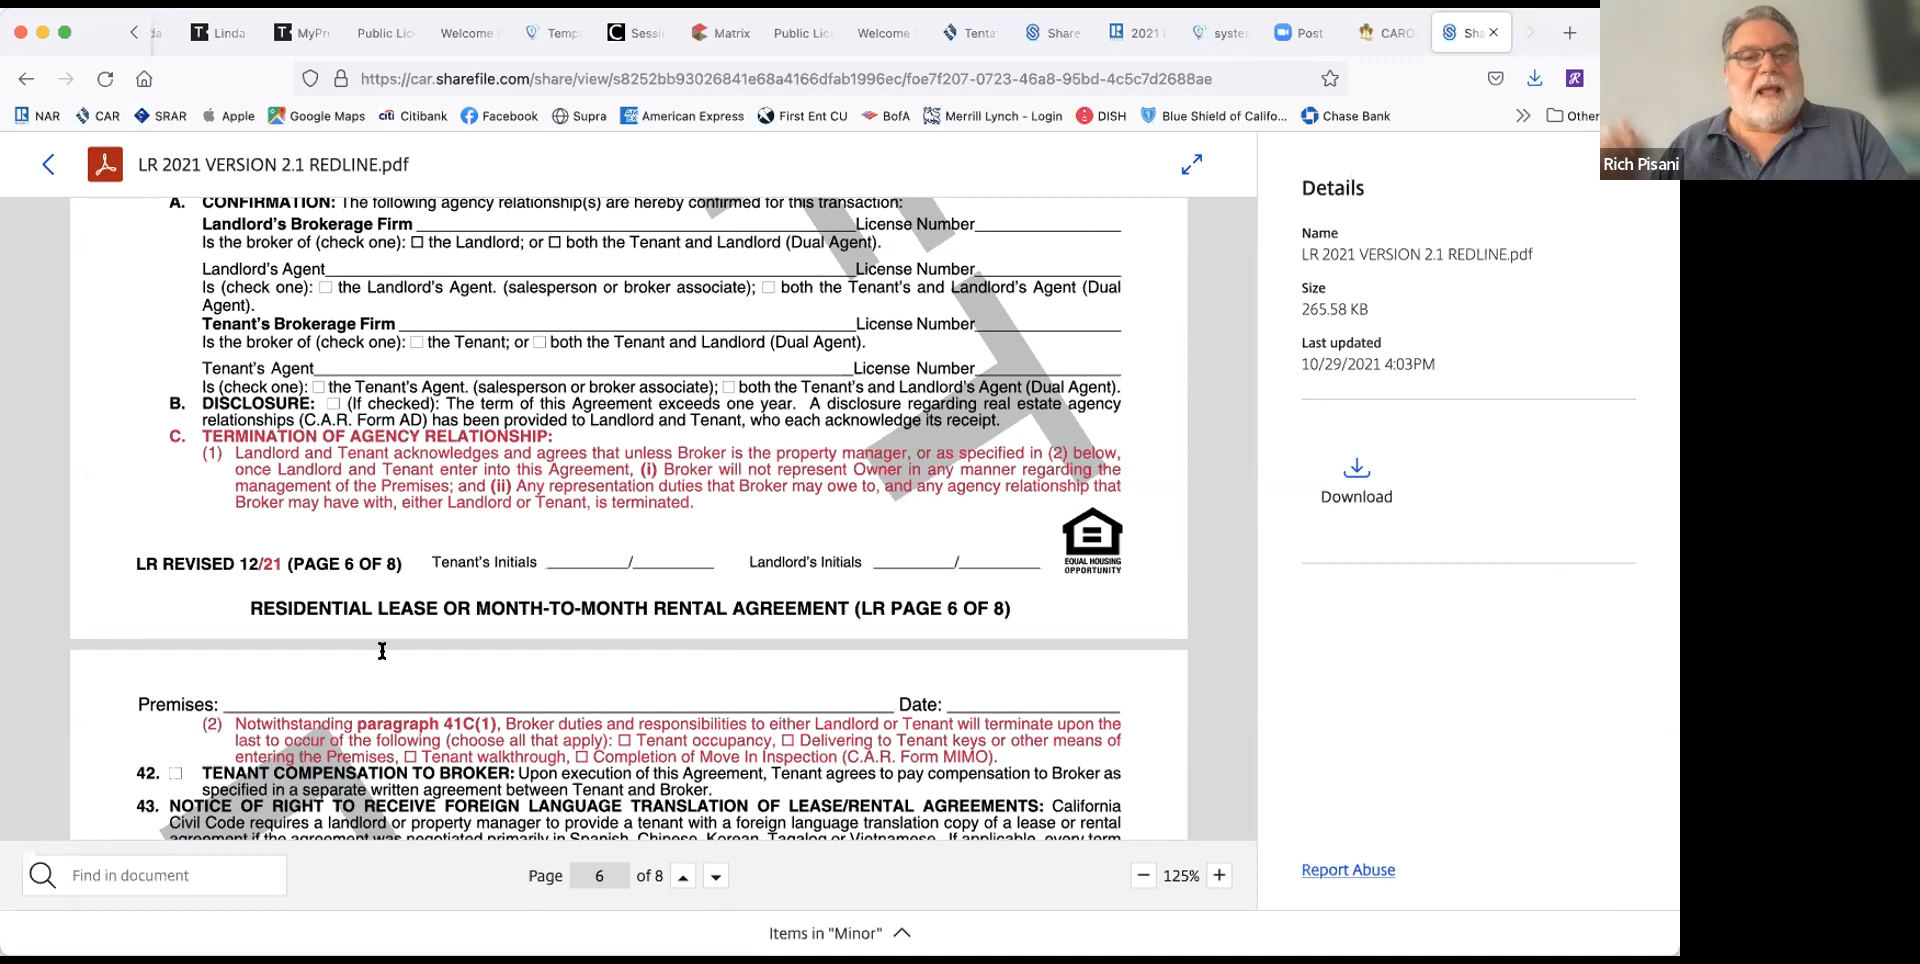 Linda
MyPr
Public Lic
Welcome
Temp
Sessi
Matrix
Public Lic
Welcome
Tenta
Share
2021 L
syster
Post
CARO
Sha
https://car.sharefile.com/share/view/s8252bb93026841e68a4166dfab1996ec/foe7f207-0723-46a8-95bd-4c5c7d2688ae
NAR CAR SRAR Apple Google Maps citi Citibank Facebook Supra American Express First Ent CU BofA Merrill Lynch - Login DISH Blue Shield of Califo... Chase Bank Other
Rich Pisani
LR 2021 VERSION 2.1 REDLINE.pdf
A. CONFIRMATION: The following agency relationship(s) are hereby confirmed for this transaction:
Landlord's Brokerage Firm License Number
Is the broker of (check one): ☐ the Landlord; or ☐ both the Tenant and Landlord (Dual Agent).
Landlord's Agent License Number
Is (check one): ☐ the Landlord's Agent. (salesperson or broker associate); ☐ both the Tenant's and Landlord's Agent (Dual
Agent).
Tenant's Brokerage Firm License Number
Is the broker of (check one): ☐ the Tenant; or ☐ both the Tenant and Landlord (Dual Agent).
Tenant's Agent License Number
Is (check one): ☐ the Tenant's Agent. (salesperson or broker associate); ☐ both the Tenant's and Landlord's Agent (Dual Agent).
B. DISCLOSURE: ☐ (If checked): The term of this Agreement exceeds one year. A disclosure regarding real estate agency
relationships (C.A.R. Form AD) has been provided to Landlord and Tenant, who each acknowledge its receipt.
C. TERMINATION OF AGENCY RELATIONSHIP:
(1) Landlord and Tenant acknowledges and agrees that unless Broker is the property manager, or as specified in (2) below,
once Landlord and Tenant enter into this Agreement, (i) Broker will not represent Owner in any manner regarding the
management of the Premises; and (ii) Any representation duties that Broker may owe to, and any agency relationship that
Broker may have with, either Landlord or Tenant, is terminated.
EQUAL HOUSING
OPPORTUNITY
LR REVISED 12/21 (PAGE 6 OF 8) Tenant's Initials / Landlord's Initials /
RESIDENTIAL LEASE OR MONTH-TO-MONTH RENTAL AGREEMENT (LR PAGE 6 OF 8)
Premises: Date:
(2) Notwithstanding paragraph 41C(1), Broker duties and responsibilities to either Landlord or Tenant will terminate upon the
last to occur of the following (choose all that apply): ☐ Tenant occupancy, ☐ Delivering to Tenant keys or other means of
entering the Premises, ☐ Tenant walkthrough, ☐ Completion of Move In Inspection (C.A.R. Form MIMO).
42. ☐ TENANT COMPENSATION TO BROKER: Upon execution of this Agreement, Tenant agrees to pay compensation to Broker as
specified in a separate written agreement between Tenant and Broker.
43. NOTICE OF RIGHT TO RECEIVE FOREIGN LANGUAGE TRANSLATION OF LEASE/RENTAL AGREEMENTS: California
Civil Code requires a landlord or property manager to provide a tenant with a foreign language translation copy of a lease or rental
agreement if the agreement was negotiated primarily in Spanish, Chinese, Korean, Tagalog or Vietnamese. If applicable, every term
Find in document
Page 6 of 8
125%
Items in "Minor"
Details
Name
LR 2021 VERSION 2.1 REDLINE.pdf
Size
265.58 KB
Last updated
10/29/2021 4:03PM
Download
Report Abuse